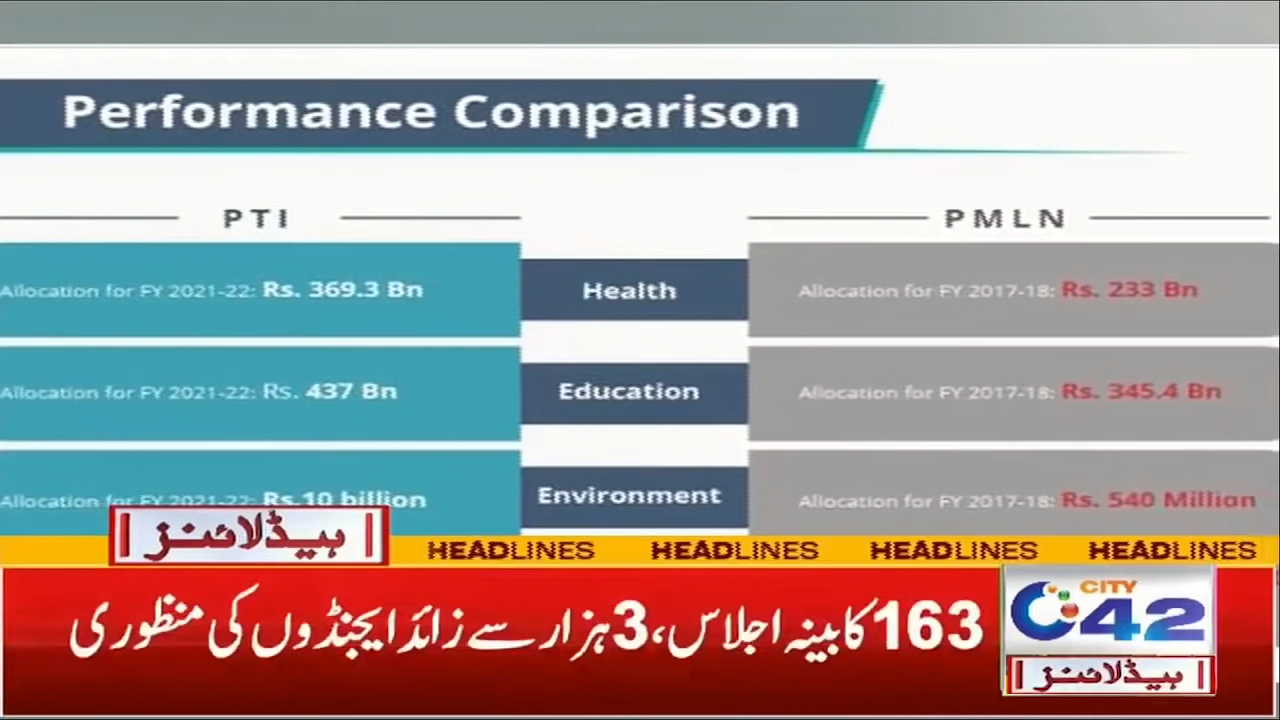 Performance Comparison
PTI
PMLN
Allocation for FY 2021-22: Rs. 369.3 Bn
Health
Allocation for FY 2017-18: Rs. 233 Bn
Allocation for FY 2021-22: Rs. 437 Bn
Education
Allocation for FY 2017-18: Rs. 345.4 Bn
Allocation for FY 2021-22: Rs.10 billion
Environment
Allocation for FY 2017-18: Rs. 540 Million
ہیڈلائنز
HEADLINES HEADLINES HEADLINES HEADLINES
163 کابینہ اجلاس، 3 ہزار سے زائد ایجنڈوں کی منظوری
CITY
42
ہیڈلائنز